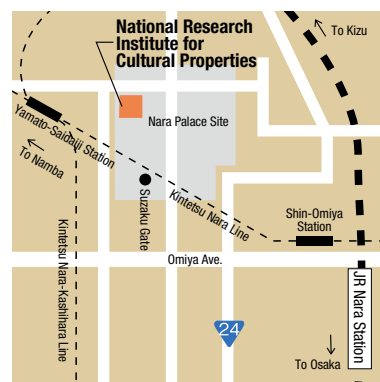 National Research
Institute for
Cultural Properties
To Kizu
Nara Palace Site
Yamato-Saidaiji Station
To Namba
Kintetsu Nara Line
Suzaku Gate
Shin-Omiya
Station
Kintetsu Nara-Kashihara Line
Omiya Ave.
JR Nara Station
24
To Osaka